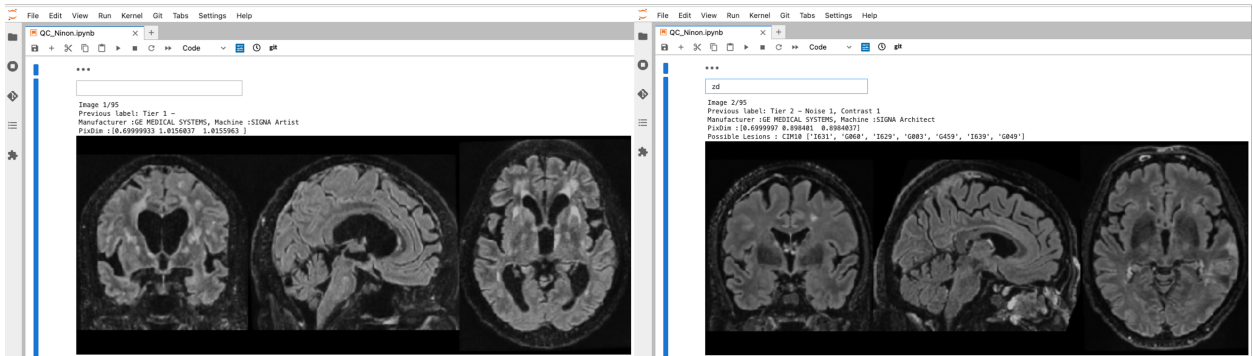 File Edit View Run Kernel Git Tabs Settings Help
QC_Ninon.ipynb × +
Code git
•••
Image 1/95
Previous label: Tier 1 -
Manufacturer :GE MEDICAL SYSTEMS, Machine :SIGNA Artist
PixDim :[0.69999933 1.0156037 1.0155963 ]
File Edit View Run Kernel Git Tabs Settings Help
QC_Ninon.ipynb × +
Code git
•••
zd
Image 2/95
Previous label: Tier 2 - Noise 1, Contrast 1
Manufacturer :GE MEDICAL SYSTEMS, Machine :SIGNA Architect
PixDim :[0.6999997 0.898401 0.8984037]
Possible Lesions : CIM10 ['I631', 'G060', 'I629', 'G003', 'G459', 'I639', 'G049']